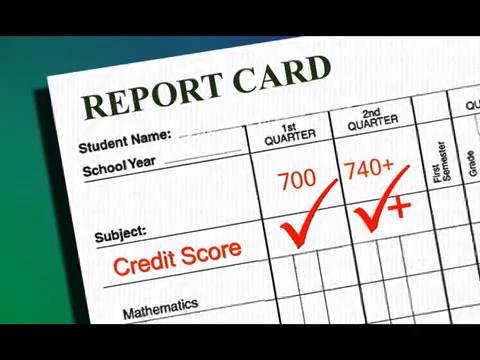 REPORT CARD
Student Name:
School Year
1st
QUARTER
2nd
QUARTER
QU
First
Semester
Grade
700
740+
Subject:
Credit Score
+
Mathematics